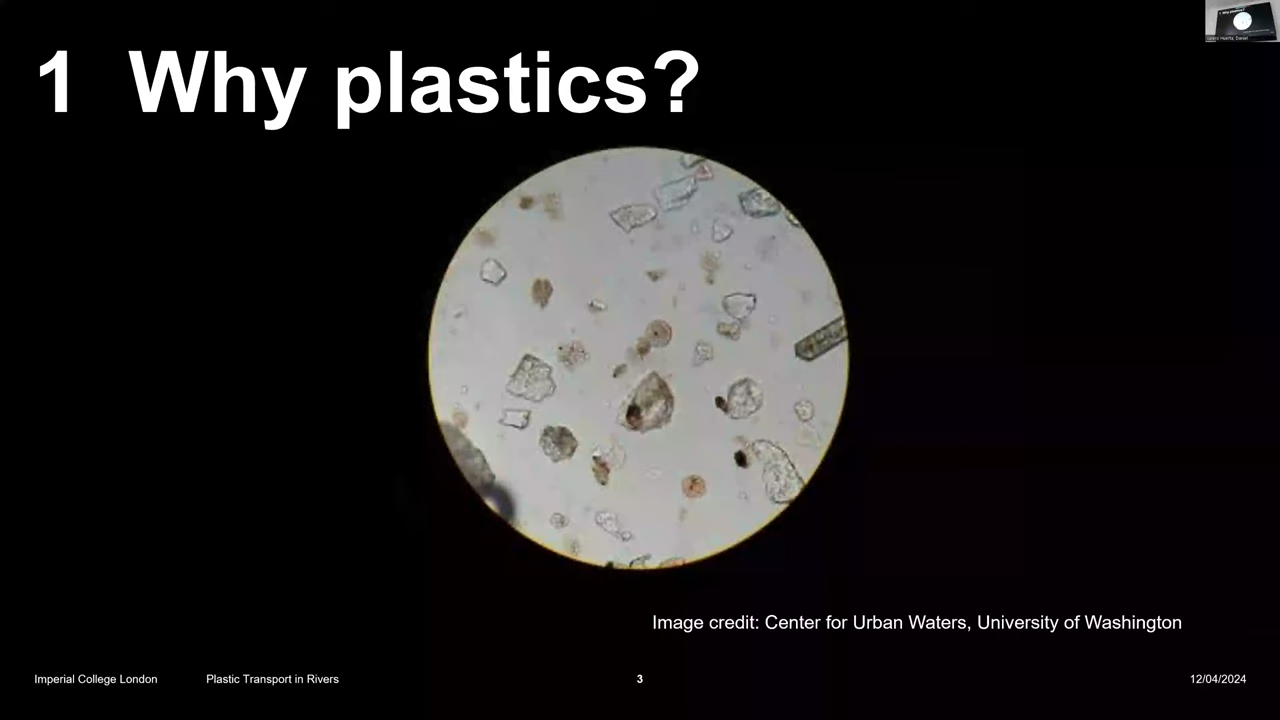 1 Why plastics?
Image credit: Center for Urban Waters, University of Washington
Imperial College London
Plastic Transport in Rivers
3
12/04/2024